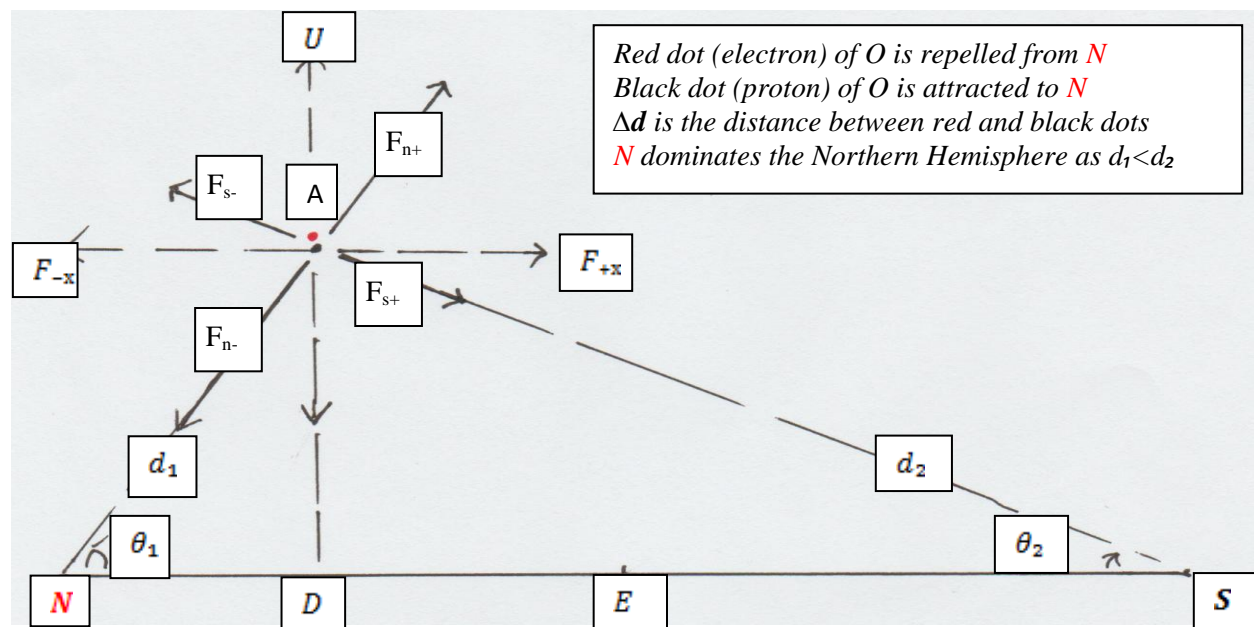 U
Red dot (electron) of O is repelled from N
Black dot (proton) of O is attracted to N
∆d is the distance between red and black dots
N dominates the Northern Hemisphere as d₁<d₂
Fn+
Fs-
A
F−x
F+x
Fs+
Fn-
d₁
d₂
θ₁
θ₂
N
D
E
S